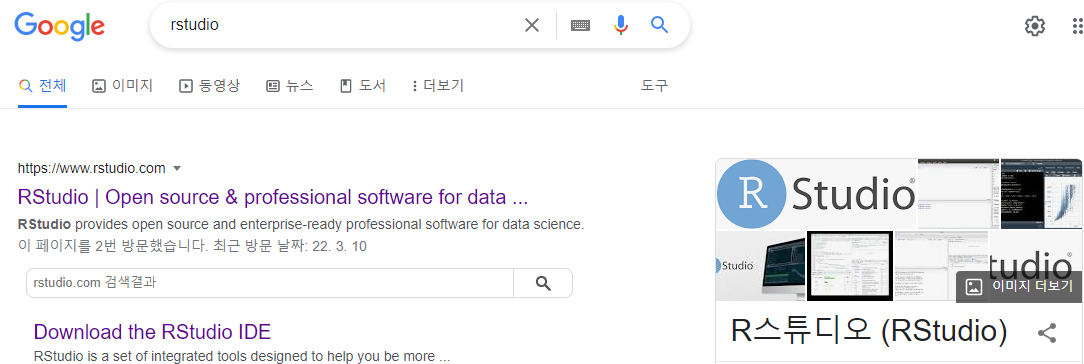 Google
rstudio
전체
이미지
동영상
뉴스
도서
더보기
도구
https://www.rstudio.com
RStudio | Open source & professional software for data ...
RStudio provides open source and enterprise-ready professional software for data science.
이 페이지를 2번 방문했습니다. 최근 방문 날짜: 22. 3. 10
rstudio.com 검색결과
Download the RStudio IDE
RStudio is a set of integrated tools designed to help you be more ...
R Studio®
Studio
tudio
이미지 더보기
R스튜디오 (RStudio)